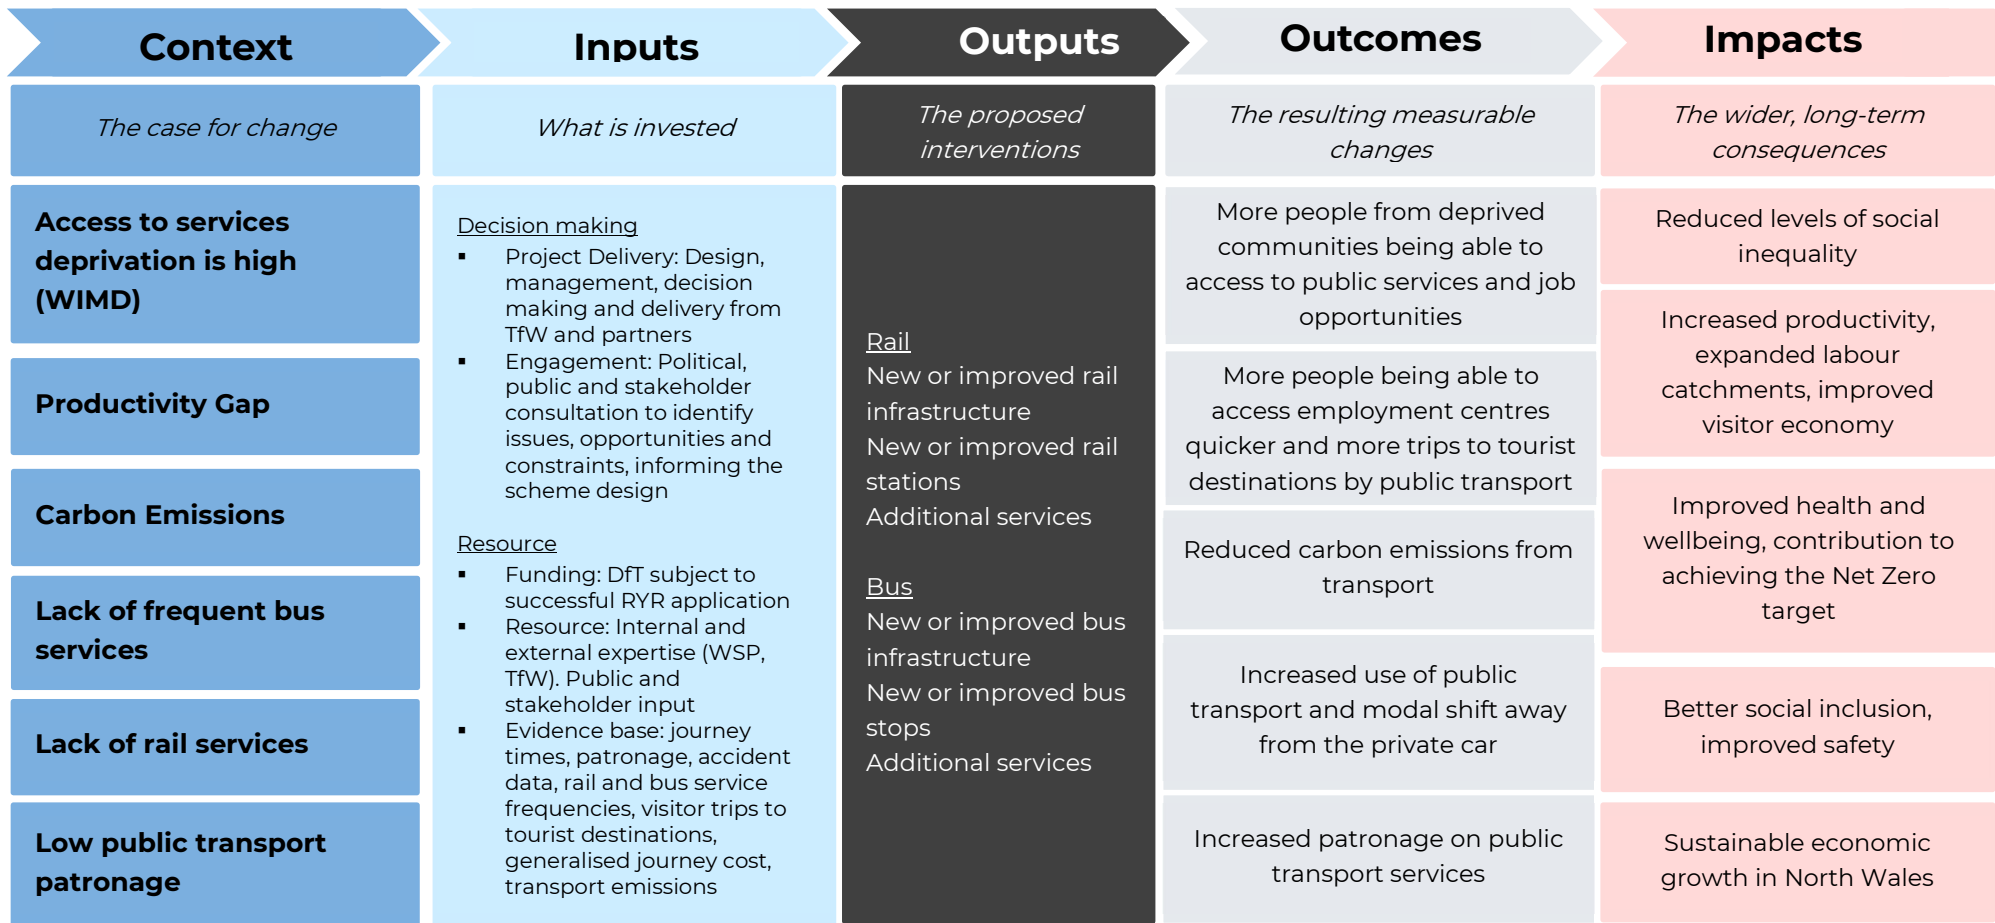 Context
Inputs
Outputs
Outcomes
Impacts
The case for change
What is invested
The proposed
interventions
The resulting measurable
changes
The wider, long-term
consequences
Access to services
deprivation is high
(WIMD)
Productivity Gap
Carbon Emissions
Lack of frequent bus
services
Lack of rail services
Low public transport
patronage
Decision making
▪ Project Delivery: Design,
management, decision
making and delivery from
TfW and partners
▪ Engagement: Political,
public and stakeholder
consultation to identify
issues, opportunities and
constraints, informing the
scheme design
Resource
▪ Funding: DfT subject to
successful RYR application
▪ Resource: Internal and
external expertise (WSP,
TfW). Public and
stakeholder input
▪ Evidence base: journey
times, patronage, accident
data, rail and bus service
frequencies, visitor trips to
tourist destinations,
generalised journey cost,
transport emissions
Rail
New or improved rail
infrastructure
New or improved rail
stations
Additional services
Bus
New or improved bus
infrastructure
New or improved bus
stops
Additional services
More people from deprived
communities being able to
access to public services and job
opportunities
More people being able to
access employment centres
quicker and more trips to tourist
destinations by public transport
Reduced carbon emissions from
transport
Increased use of public
transport and modal shift away
from the private car
Increased patronage on public
transport services
Reduced levels of social
inequality
Increased productivity,
expanded labour
catchments, improved
visitor economy
Improved health and
wellbeing, contribution to
achieving the Net Zero
target
Better social inclusion,
improved safety
Sustainable economic
growth in North Wales